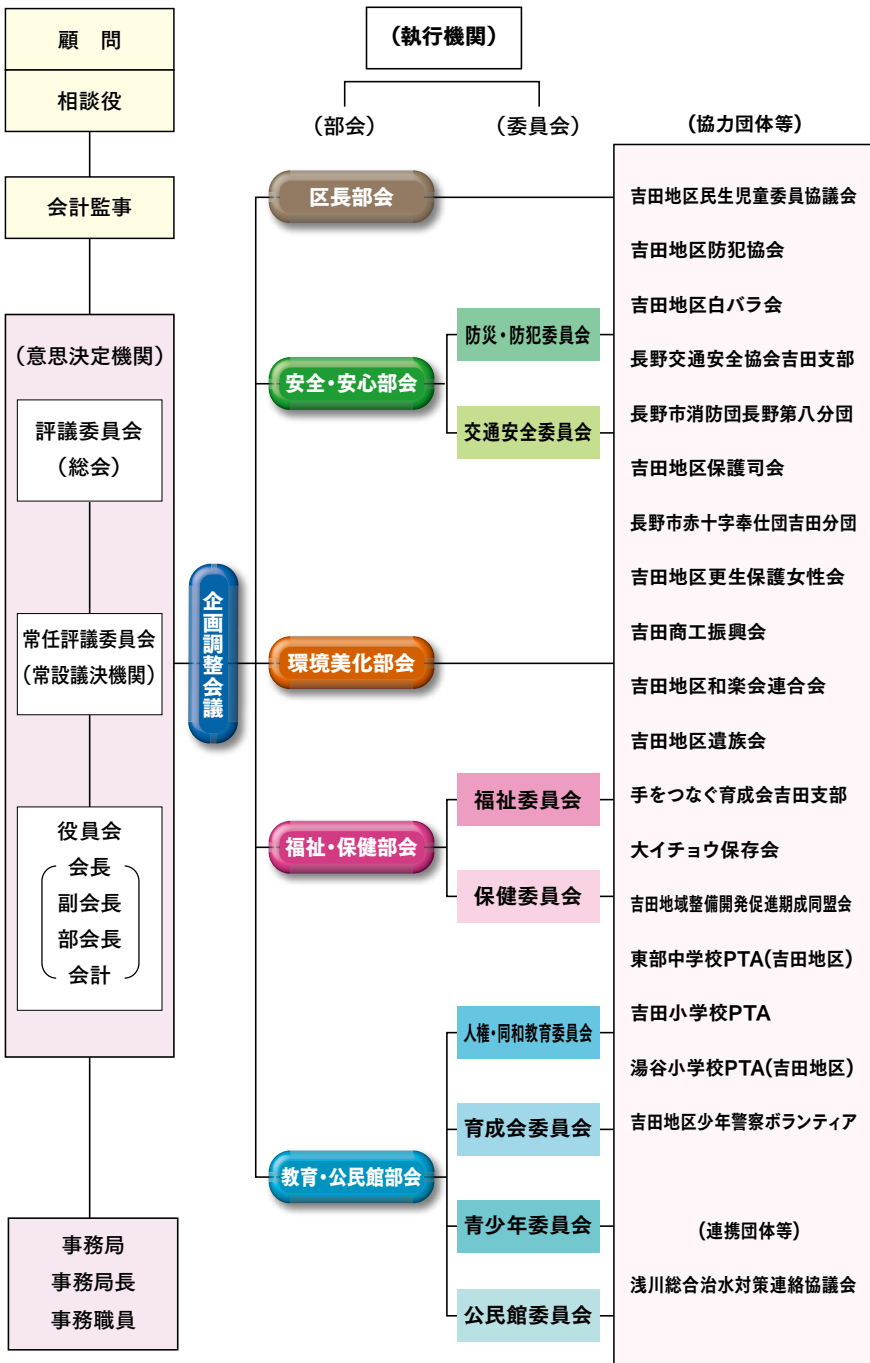 顧　問
相談役
会計監事
(意思決定機関)
評議委員会
(総会)
常任評議委員会
(常設議決機関)
役員会
会長
副会長
部会長
会計
事務局
事務局長
事務職員
企画調整会議
(執行機関)
(部会)
(委員会)
区長部会
安全・安心部会
防災・防犯委員会
交通安全委員会
環境美化部会
福祉・保健部会
福祉委員会
保健委員会
教育・公民館部会
人権・同和教育委員会
育成会委員会
青少年委員会
公民館委員会
(協力団体等)
吉田地区民生児童委員協議会
吉田地区防犯協会
吉田地区白バラ会
長野交通安全協会吉田支部
長野市消防団長野第八分団
吉田地区保護司会
長野市赤十字奉仕団吉田分団
吉田地区更生保護女性会
吉田商工振興会
吉田地区和楽会連合会
吉田地区遺族会
手をつなぐ育成会吉田支部
大イチョウ保存会
吉田地域整備開発促進期成同盟会
東部中学校PTA(吉田地区)
吉田小学校PTA
湯谷小学校PTA(吉田地区)
吉田地区少年警察ボランティア
(連携団体等)
浅川総合治水対策連絡協議会